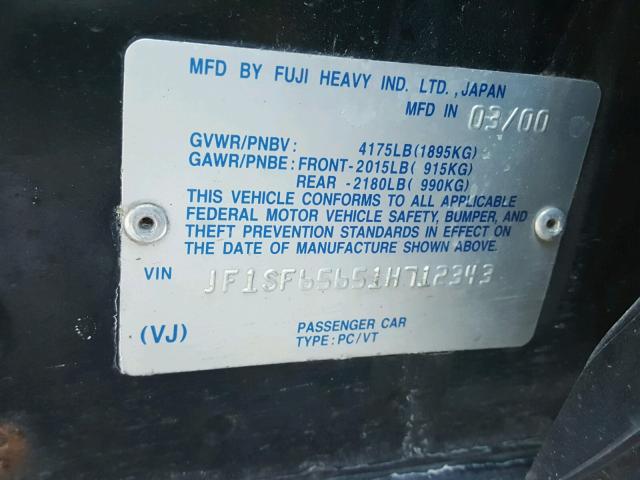 MFD BY FUJI HEAVY IND. LTD., JAPAN
MFD IN 03/00
GVWR/PNBV: 4175LB(1895KG)
GAWR/PNBE: FRONT-2015LB( 915KG)
REAR -2180LB( 990KG)
THIS VEHICLE CONFORMS TO ALL APPLICABLE
FEDERAL MOTOR VEHICLE SAFETY, BUMPER, AND
THEFT PREVENTION STANDARDS IN EFFECT ON
THE DATE OF MANUFACTURE SHOWN ABOVE.
VIN JF1SF65651H712343
(VJ) PASSENGER CAR
TYPE: PC/VT